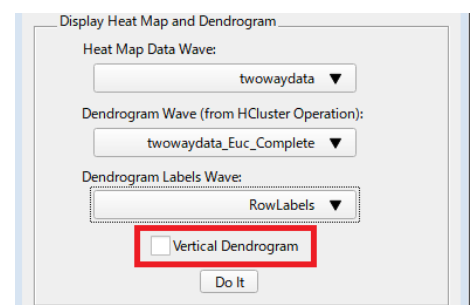 Display Heat Map and Dendrogram
Heat Map Data Wave:
twowaydata ▼
Dendrogram Wave (from HCluster Operation):
twowaydata_Euc_Complete ▼
Dendrogram Labels Wave:
RowLabels ▼
Vertical Dendrogram
Do It